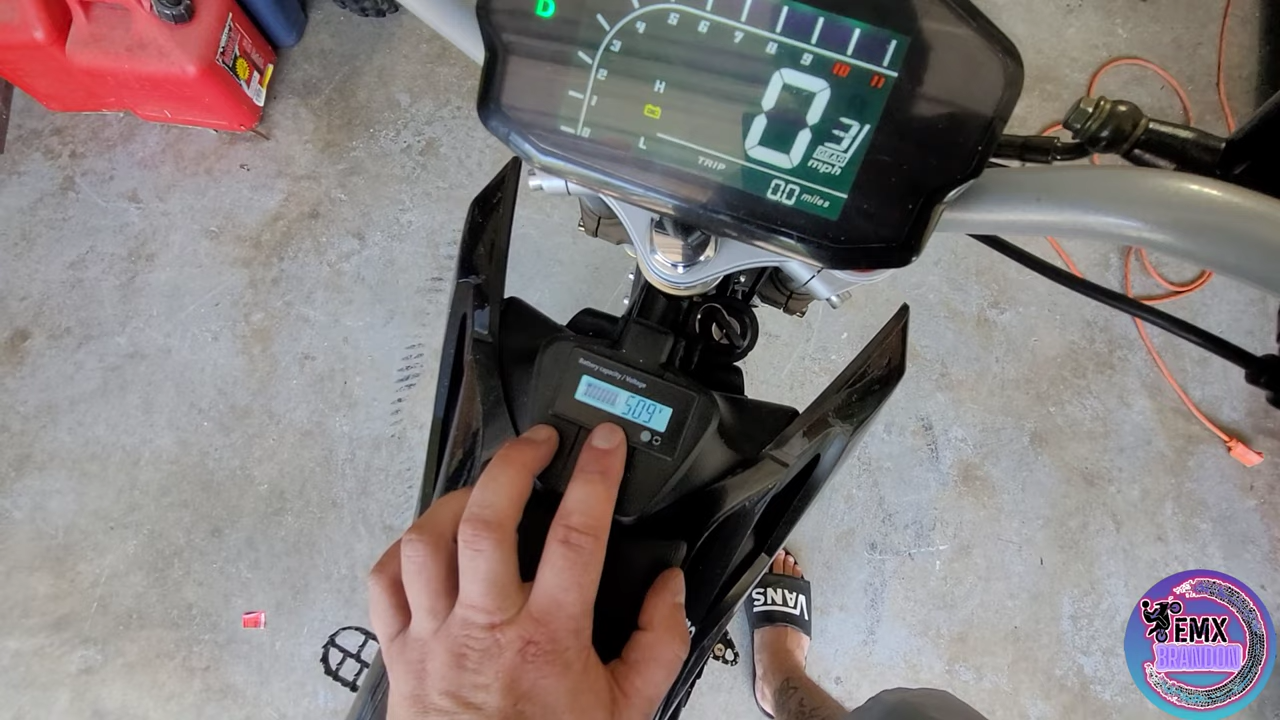 D
0 1 2 3 4 5 6 7 8 9 10 11
H
L
0
3
GEAR
mph
TRIP
0.0 miles
Battery capacity / Voltage
50.9 V
VANS
EMX
BRANDON